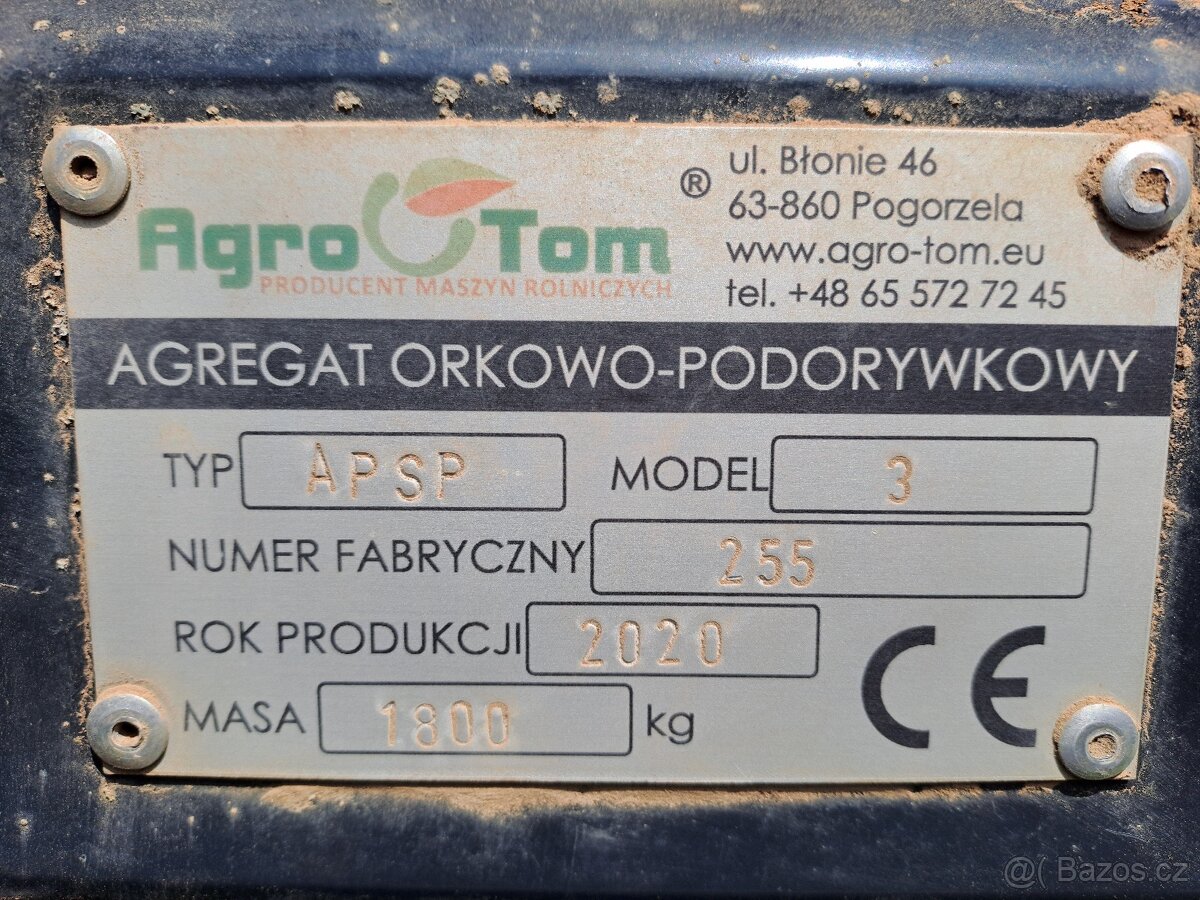 Agro Tom ®
PRODUCENT MASZYN ROLNICZYCH
ul. Błonie 46
63-860 Pogorzela
www.agro-tom.eu
tel. +48 65 572 72 45
AGREGAT ORKOWO-PODORYWKOWY
TYP APSP MODEL 3
NUMER FABRYCZNY 255
ROK PRODUKCJI 2020
MASA 1800 kg
CE
@( Bazos.cz